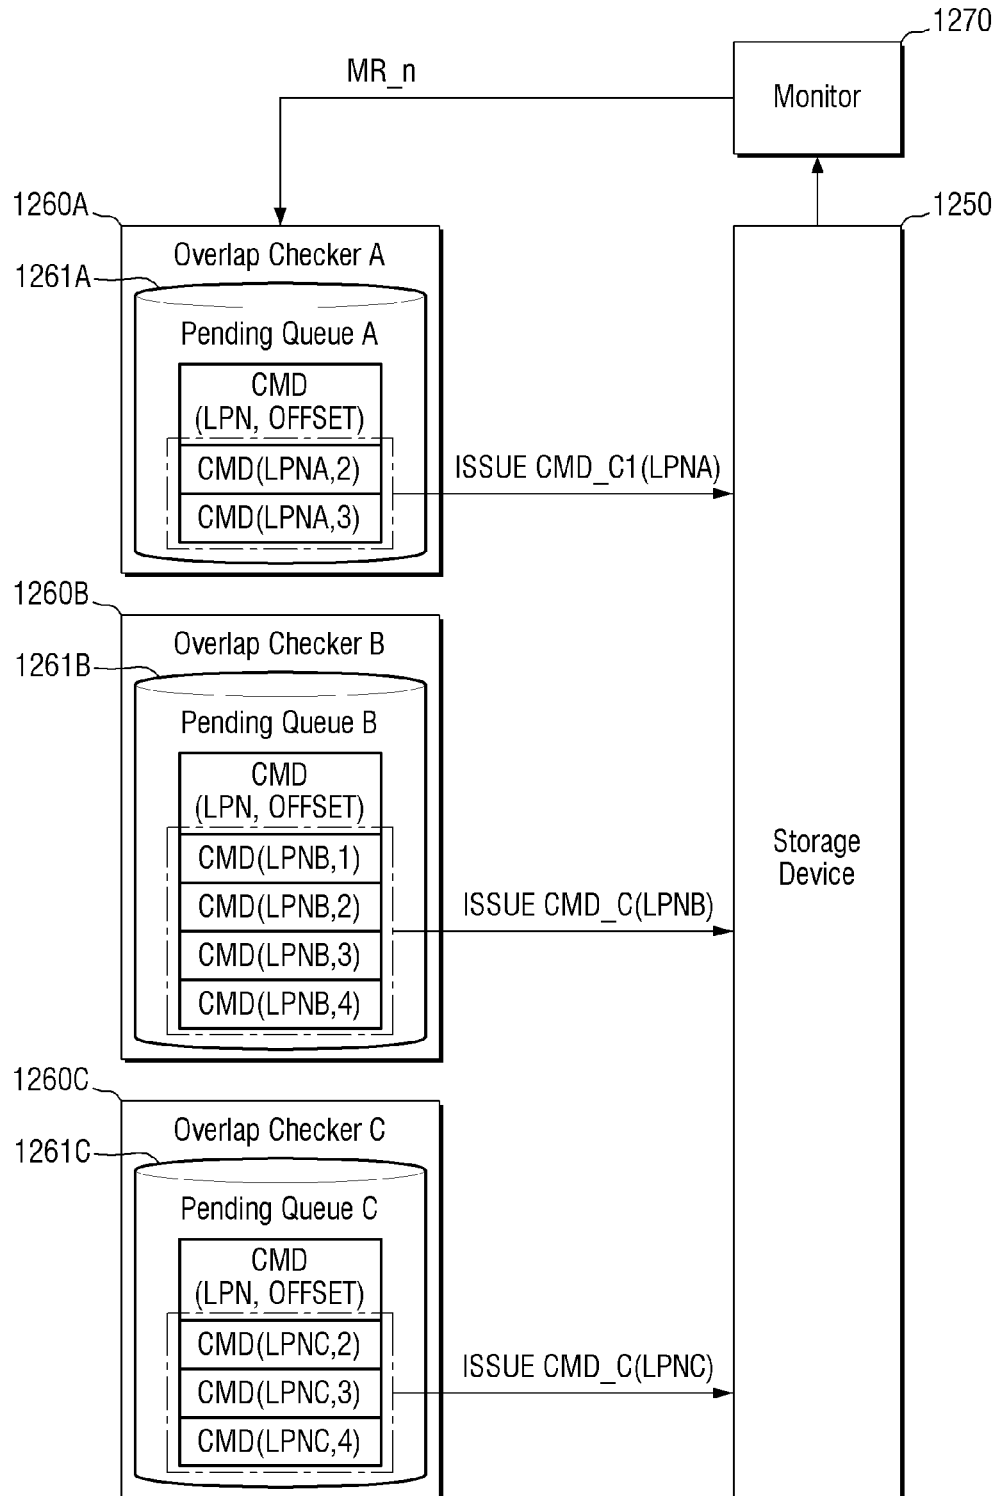 1270
MR_n
Monitor
1260A
1250
Overlap Checker A
1261A
Pending Queue A
CMD
(LPN, OFFSET)
CMD(LPNA,2)
ISSUE CMD_C1(LPNA)
CMD(LPNA,3)
1260B
Overlap Checker B
1261B
Pending Queue B
CMD
(LPN, OFFSET)
Storage
Device
CMD(LPNB,1)
CMD(LPNB,2)
ISSUE CMD_C(LPNB)
CMD(LPNB,3)
CMD(LPNB,4)
1260C
Overlap Checker C
1261C
Pending Queue C
CMD
(LPN, OFFSET)
CMD(LPNC,2)
ISSUE CMD_C(LPNC)
CMD(LPNC,3)
CMD(LPNC,4)